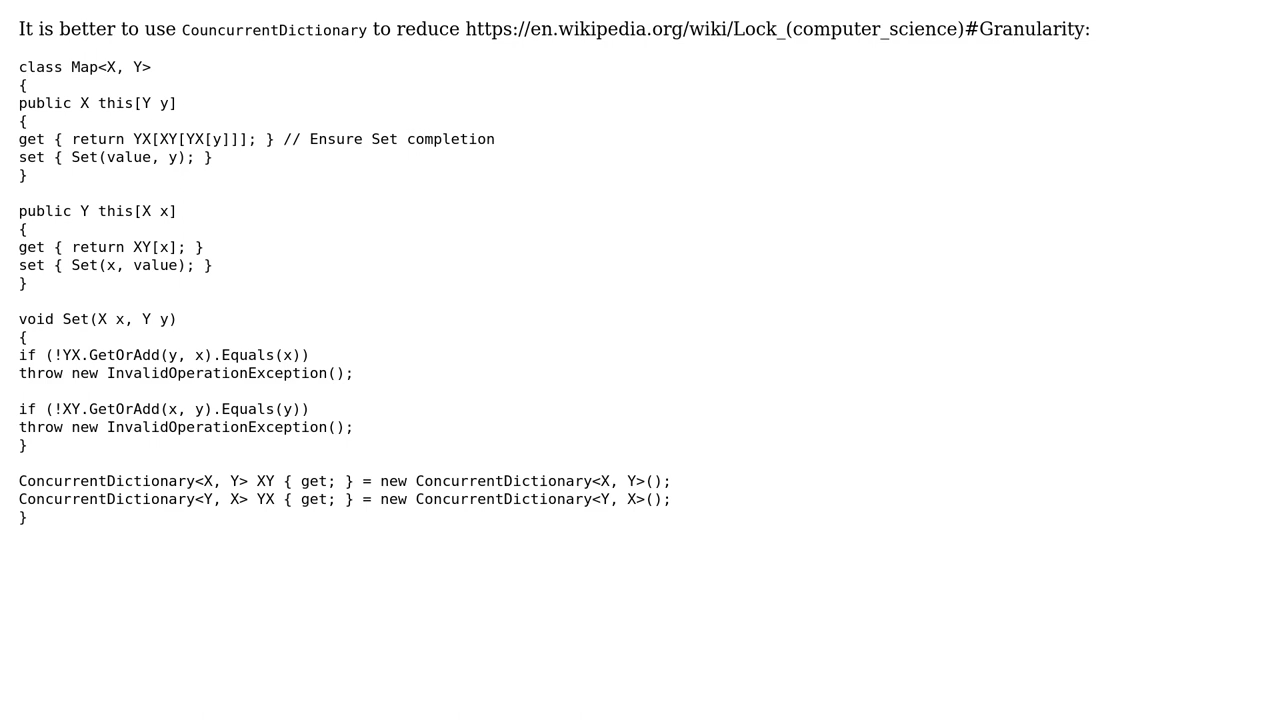 It is better to use CouncurrentDictionary to reduce https://en.wikipedia.org/wiki/Lock_(computer_science)#Granularity:
class Map<X, Y>
{
public X this[Y y]
{
get { return YX[XY[YX[y]]]; } // Ensure Set completion
set { Set(value, y); }
}
public Y this[X x]
{
get { return XY[x]; }
set { Set(x, value); }
}
void Set(X x, Y y)
{
if (!YX.GetOrAdd(y, x).Equals(x))
throw new InvalidOperationException();
if (!XY.GetOrAdd(x, y).Equals(y))
throw new InvalidOperationException();
}
ConcurrentDictionary<X, Y> XY { get; } = new ConcurrentDictionary<X, Y>();
ConcurrentDictionary<Y, X> YX { get; } = new ConcurrentDictionary<Y, X>();
}